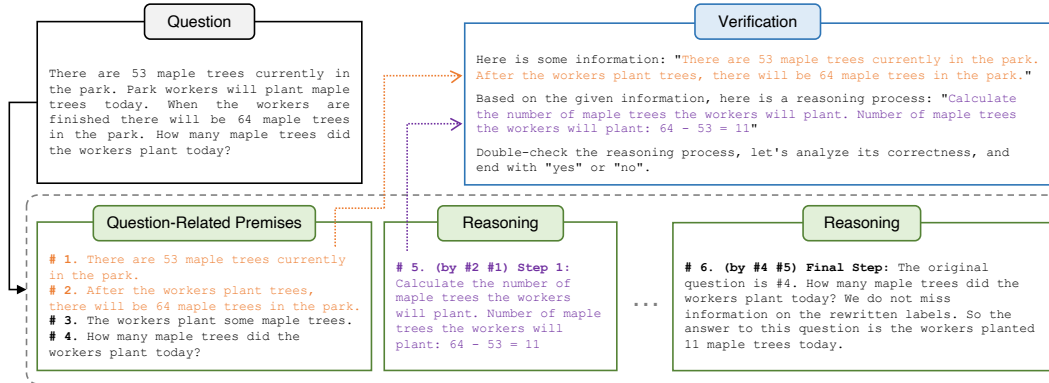 Question
There are 53 maple trees currently in
the park. Park workers will plant maple
trees today. When the workers are
finished there will be 64 maple trees
in the park. How many maple trees did
the workers plant today?
Verification
Here is some information: "There are 53 maple trees currently in the park.
After the workers plant trees, there will be 64 maple trees in the park."
Based on the given information, here is a reasoning process: "Calculate
the number of maple trees the workers will plant. Number of maple trees
the workers will plant: 64 - 53 = 11"
Double-check the reasoning process, let's analyze its correctness, and
end with "yes" or "no".
Question-Related Premises
# 1. There are 53 maple trees currently
in the park.
# 2. After the workers plant trees,
there will be 64 maple trees in the park.
# 3. The workers plant some maple trees.
# 4. How many maple trees did the
workers plant today?
Reasoning
# 5. (by #2 #1) Step 1:
Calculate the number of
maple trees the workers
will plant. Number of maple
trees the workers will
plant: 64 - 53 = 11
...
Reasoning
# 6. (by #4 #5) Final Step: The original
question is #4. How many maple trees did the
workers plant today? We do not miss
information on the rewritten labels. So the
answer to this question is the workers planted
11 maple trees today.